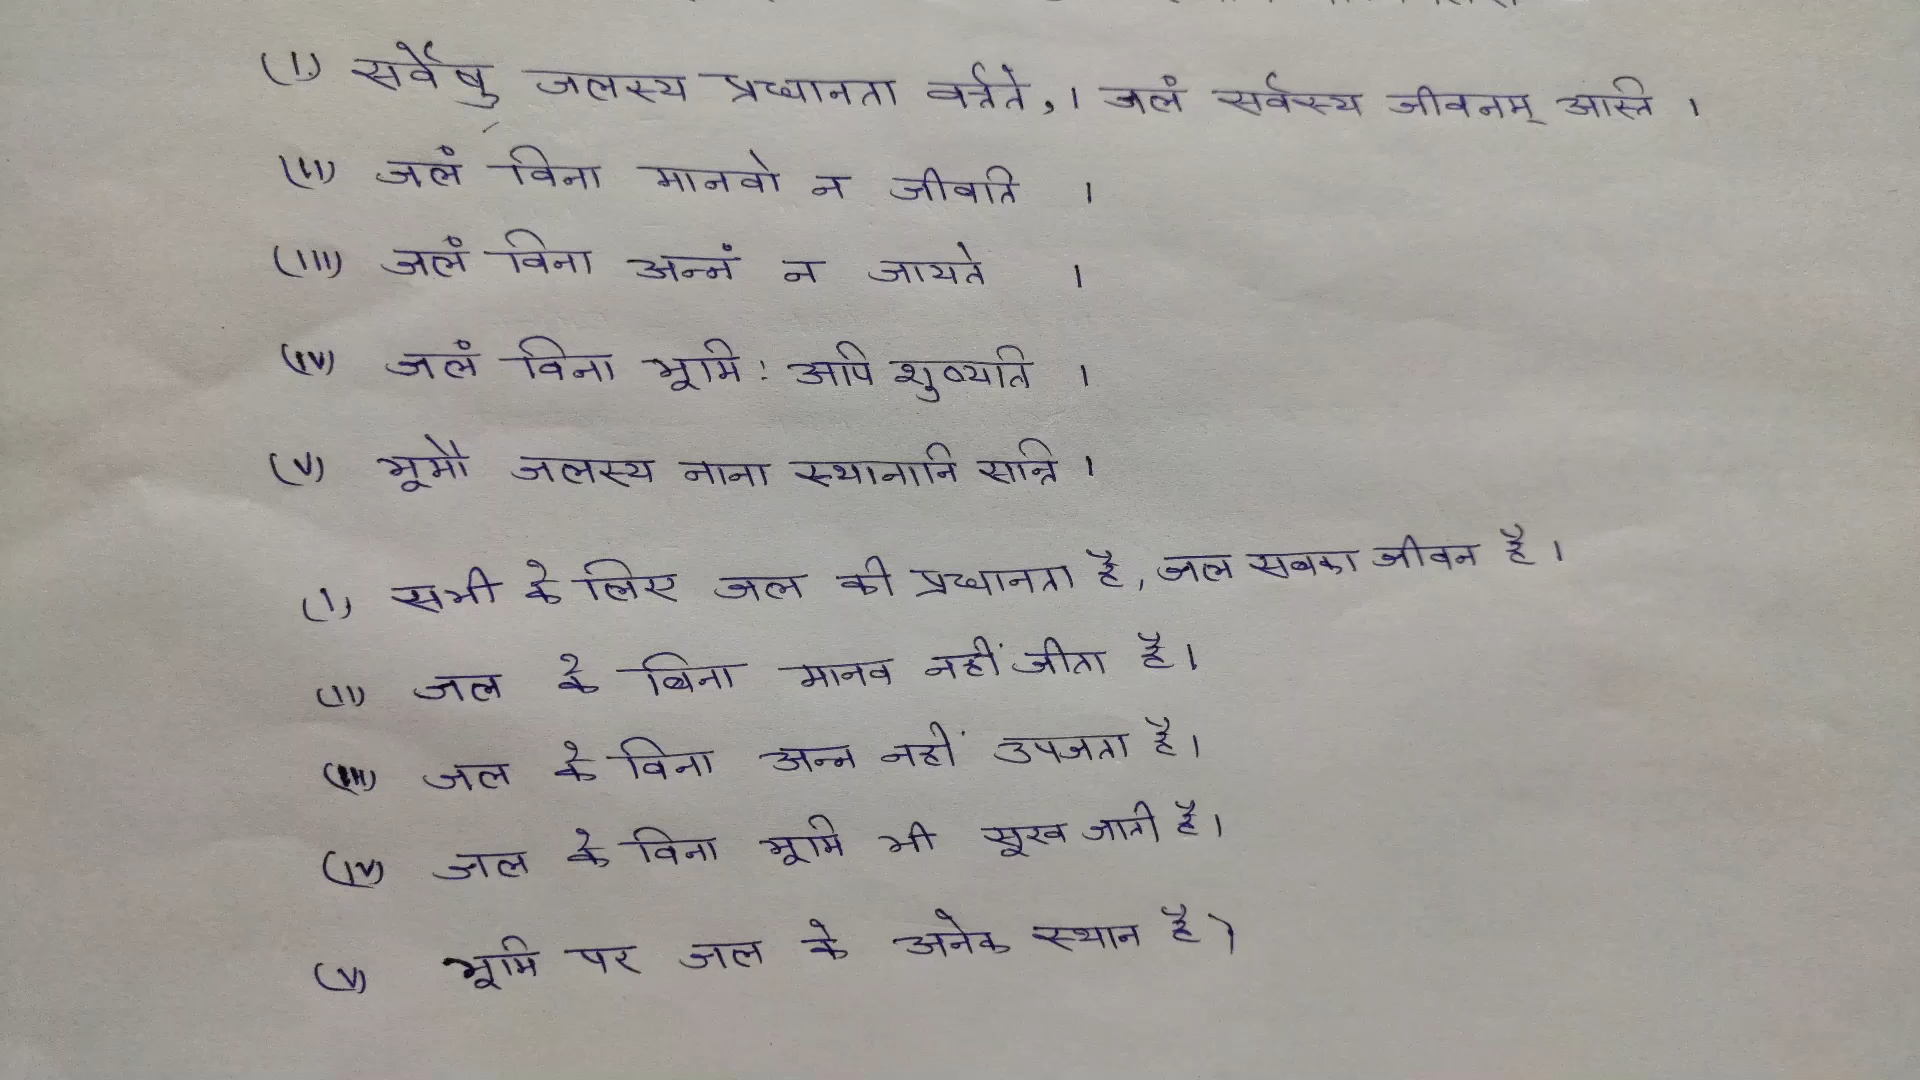 (I) सर्वेषु जलस्य प्रध्यानता वर्त्तते, । जलं सर्वस्य जीवनम् अस्ति ।
(II) जलं विना मानवो न जीवति ।
(III) जलं विना अन्नं न जायते ।
(IV) जलं विना भूमिः अपि शुष्यति ।
(V) भूमौ जलस्य नाना स्थानानि सन्ति ।
(I) सभी के लिए जल की प्रध्यानता है, जल सबका जीवन है ।
(II) जल के बिना मानव नहीं जीता है ।
(III) जल के विना अन्न नहीं उपजता है ।
(IV) जल के विना भूमि भी सूख जाती है ।
(V) भूमि पर जल के अनेक स्थान है ।